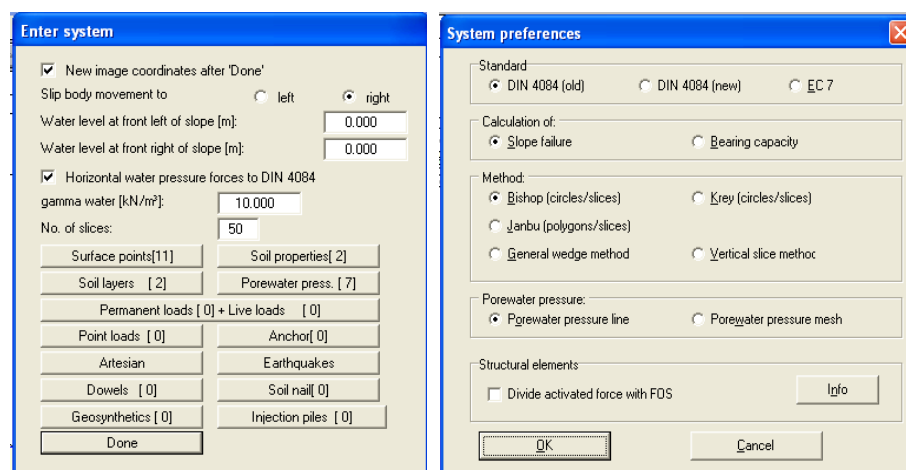 Enter system
New image coordinates after 'Done'
Slip body movement to left right
Water level at front left of slope [m]: 0.000
Water level at front right of slope [m]: 0.000
Horizontal water pressure forces to DIN 4084
gamma water [kN/m³]: 10.000
No. of slices: 50
Surface points[11] Soil properties[ 2]
Soil layers [ 2] Porewater press. [ 7]
Permanent loads [ 0] + Live loads [ 0]
Point loads [ 0] Anchor[ 0]
Artesian Earthquakes
Dowels [ 0] Soil nail[ 0]
Geosynthetics [ 0] Injection piles [ 0]
Done
System preferences
Standard
DIN 4084 (old) DIN 4084 (new) EC 7
Calculation of:
Slope failure Bearing capacity
Method:
Bishop (circles/slices) Krey (circles/slices)
Janbu (polygons/slices)
General wedge method Vertical slice method
Porewater pressure:
Porewater pressure line Porewater pressure mesh
Structural elements
Divide activated force with FOS Info
OK Cancel